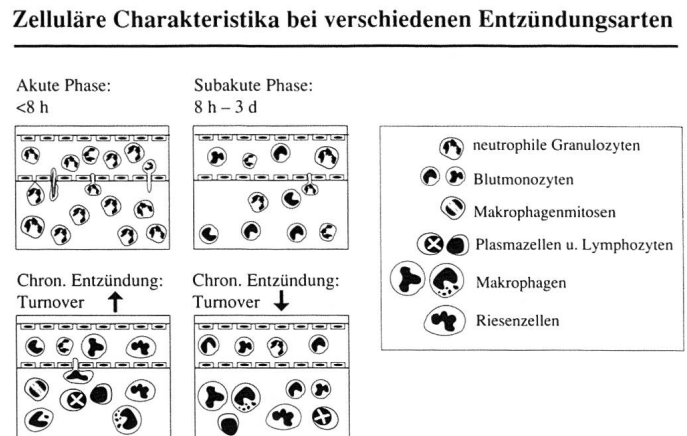 Zelluläre Charakteristika bei verschiedenen Entzündungsarten
Akute Phase:
<8 h
Subakute Phase:
8 h – 3 d
neutrophile Granulozyten
Blutmonozyten
Makrophagenmitosen
Plasmazellen u. Lymphozyten
Makrophagen
Riesenzellen
Chron. Entzündung:
Turnover ↑
Chron. Entzündung:
Turnover ↓